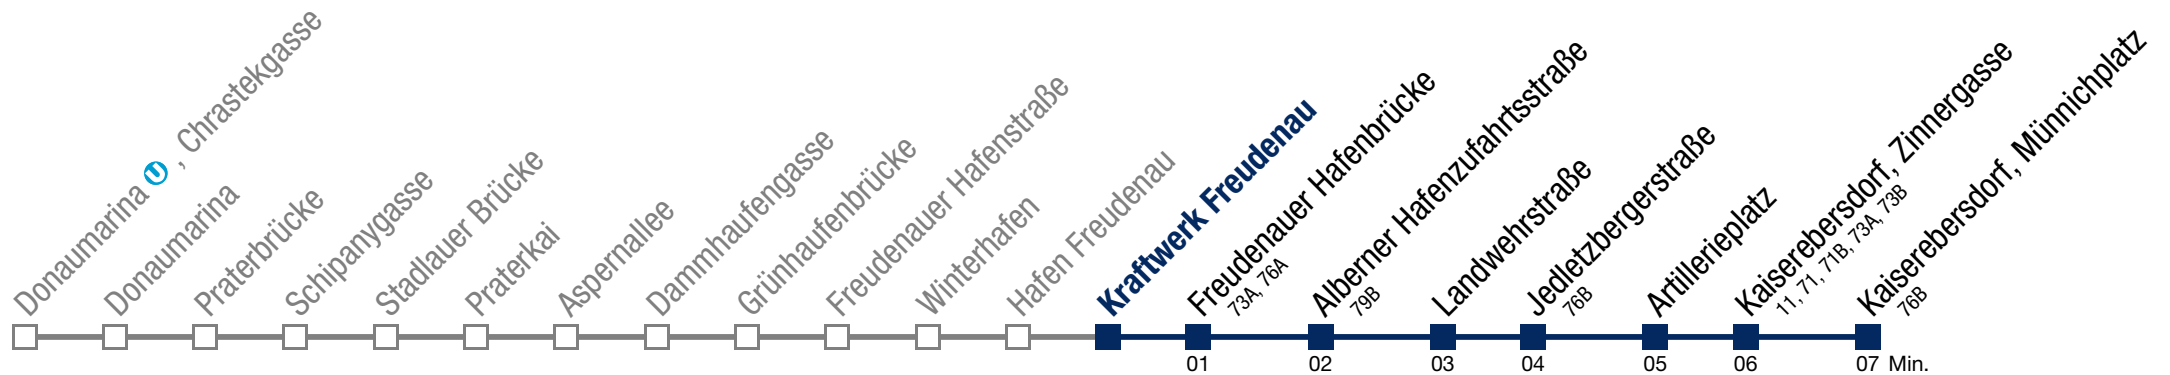 Donaumarina U, Chrastekgasse
Donaumarina
Praterbrücke
Schipanygasse
Stadlauer Brücke
Praterkai
Aspernallee
Dammhaufengasse
Grünhaufenbrücke
Freudenauer Hafenstraße
Winterhafen
Hafen Freudenau
Kraftwerk Freudenau
Freudenauer Hafenbrücke
73A, 76A
Alberner Hafenzufahrtsstraße
79B
Landwehrstraße
Jedletzbergerstraße
76B
Artillerieplatz
Kaiserebersdorf, Zinnergasse
11, 71, 71B, 73A, 73B
Kaiserebersdorf, Münnichplatz
76B
01 02 03 04 05 06 07 Min.